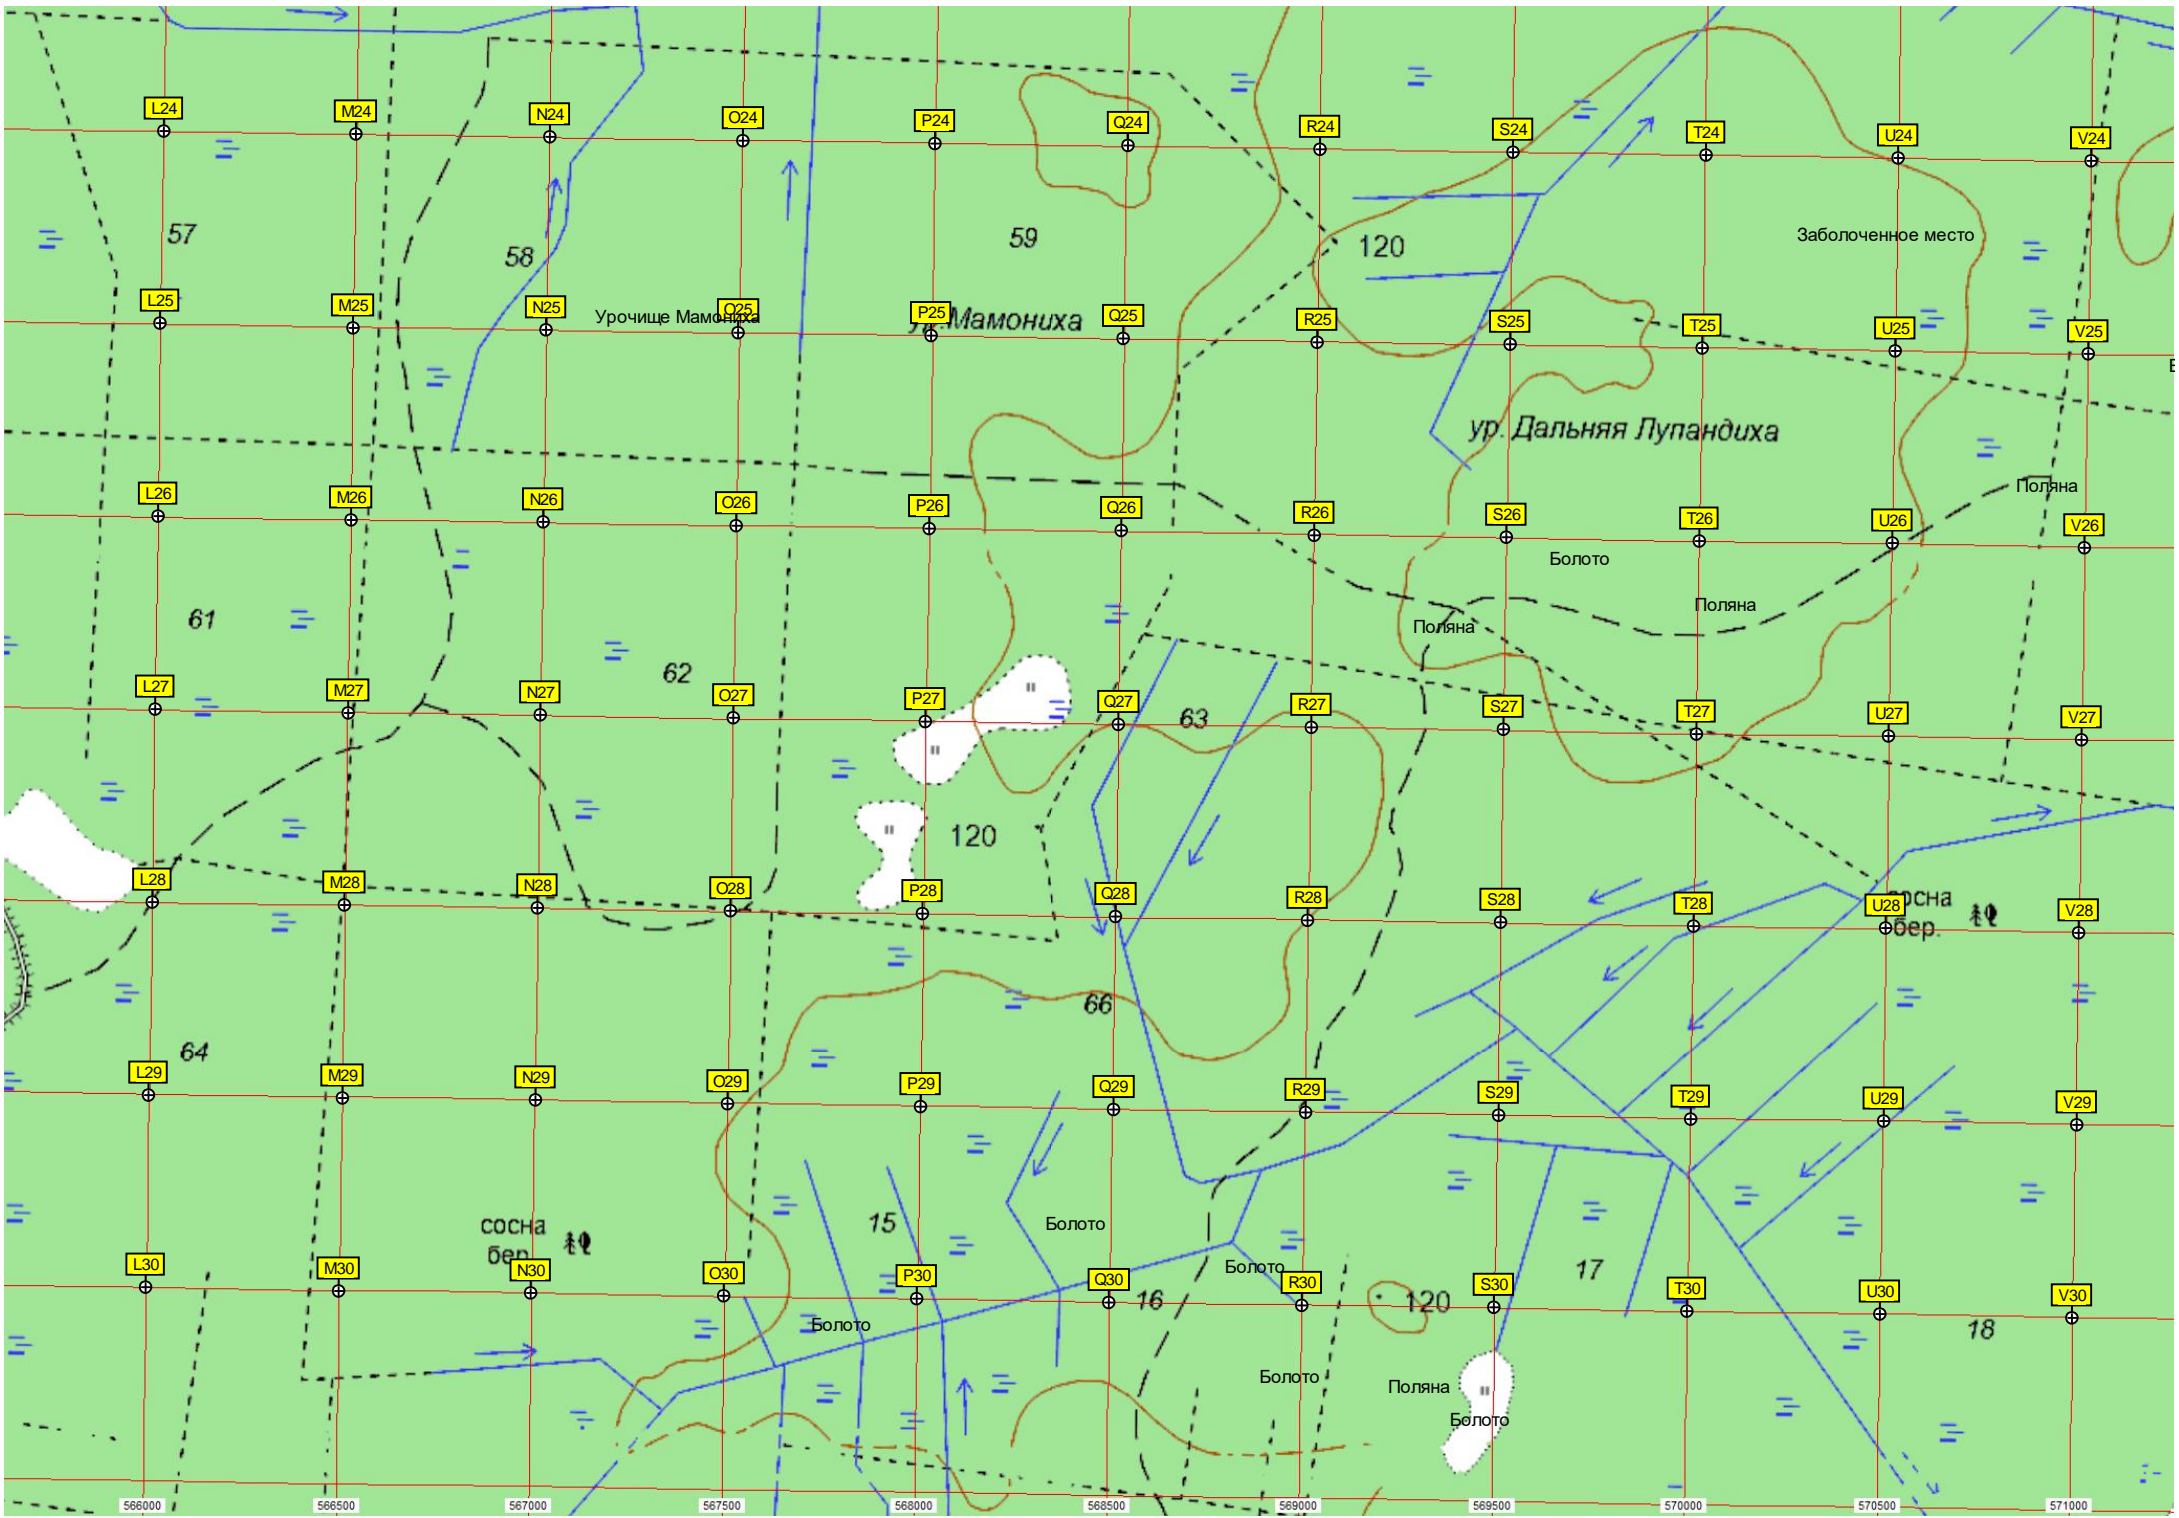 L24 M24 N24 O24 P24 Q24 R24 S24 T24 U24 V24
57 58 59 120 Заболоченное место
L25 M25 N25 O25 P25 Q25 R25 S25 T25 U25 V25
Урочище Мамониха ур. Мамониха
ур. Дальняя Лупандиха
Поляна
L26 M26 N26 O26 P26 Q26 R26 S26 T26 U26 V26
Болото
Поляна
61 Поляна
62
L27 M27 N27 O27 P27 Q27 63 R27 S27 T27 U27 V27
120
L28 M28 N28 O28 P28 Q28 R28 S28 T28 U28 V28
сосна
бер.
66
64
L29 M29 N29 O29 P29 Q29 R29 S29 T29 U29 V29
сосна 15 Болото
бер.
Болото 17
L30 M30 N30 O30 P30 Q30 16 R30 120 S30 T30 U30 V30
Болото 18
Болото Поляна
Болото
566000 566500 567000 567500 568000 568500 569000 569500 570000 570500 571000